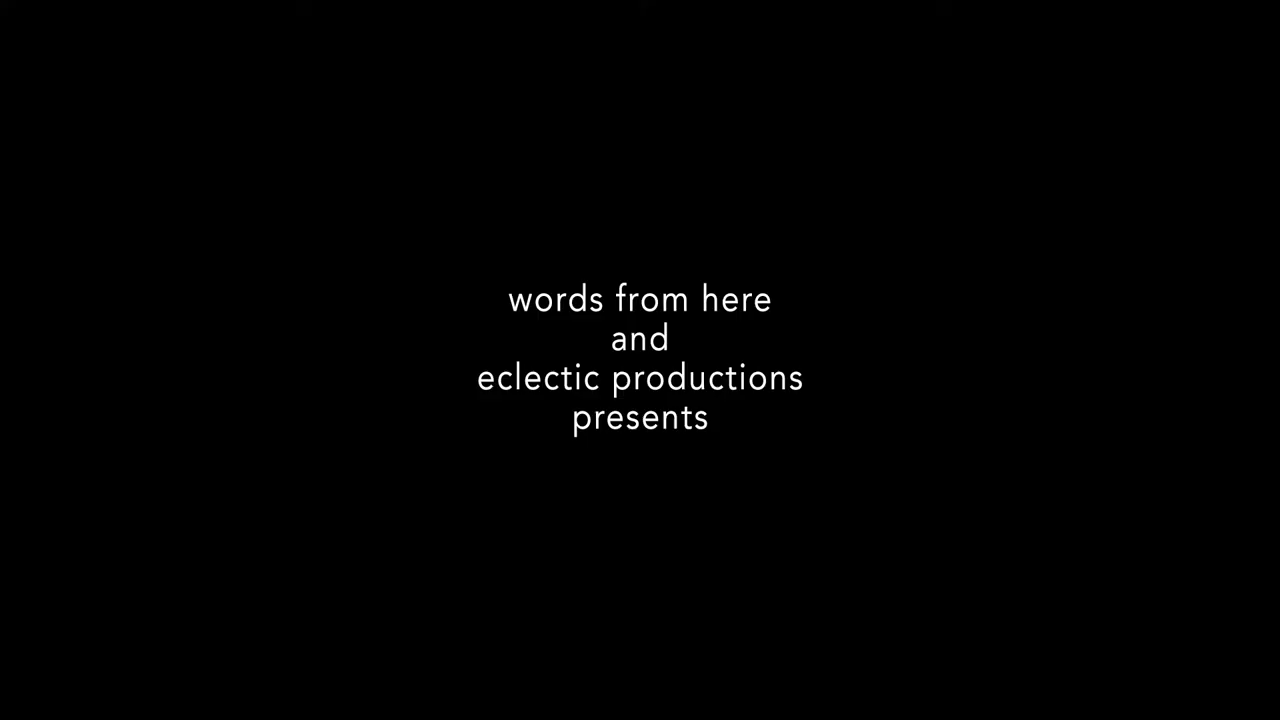 words from here
and
eclectic productions
presents